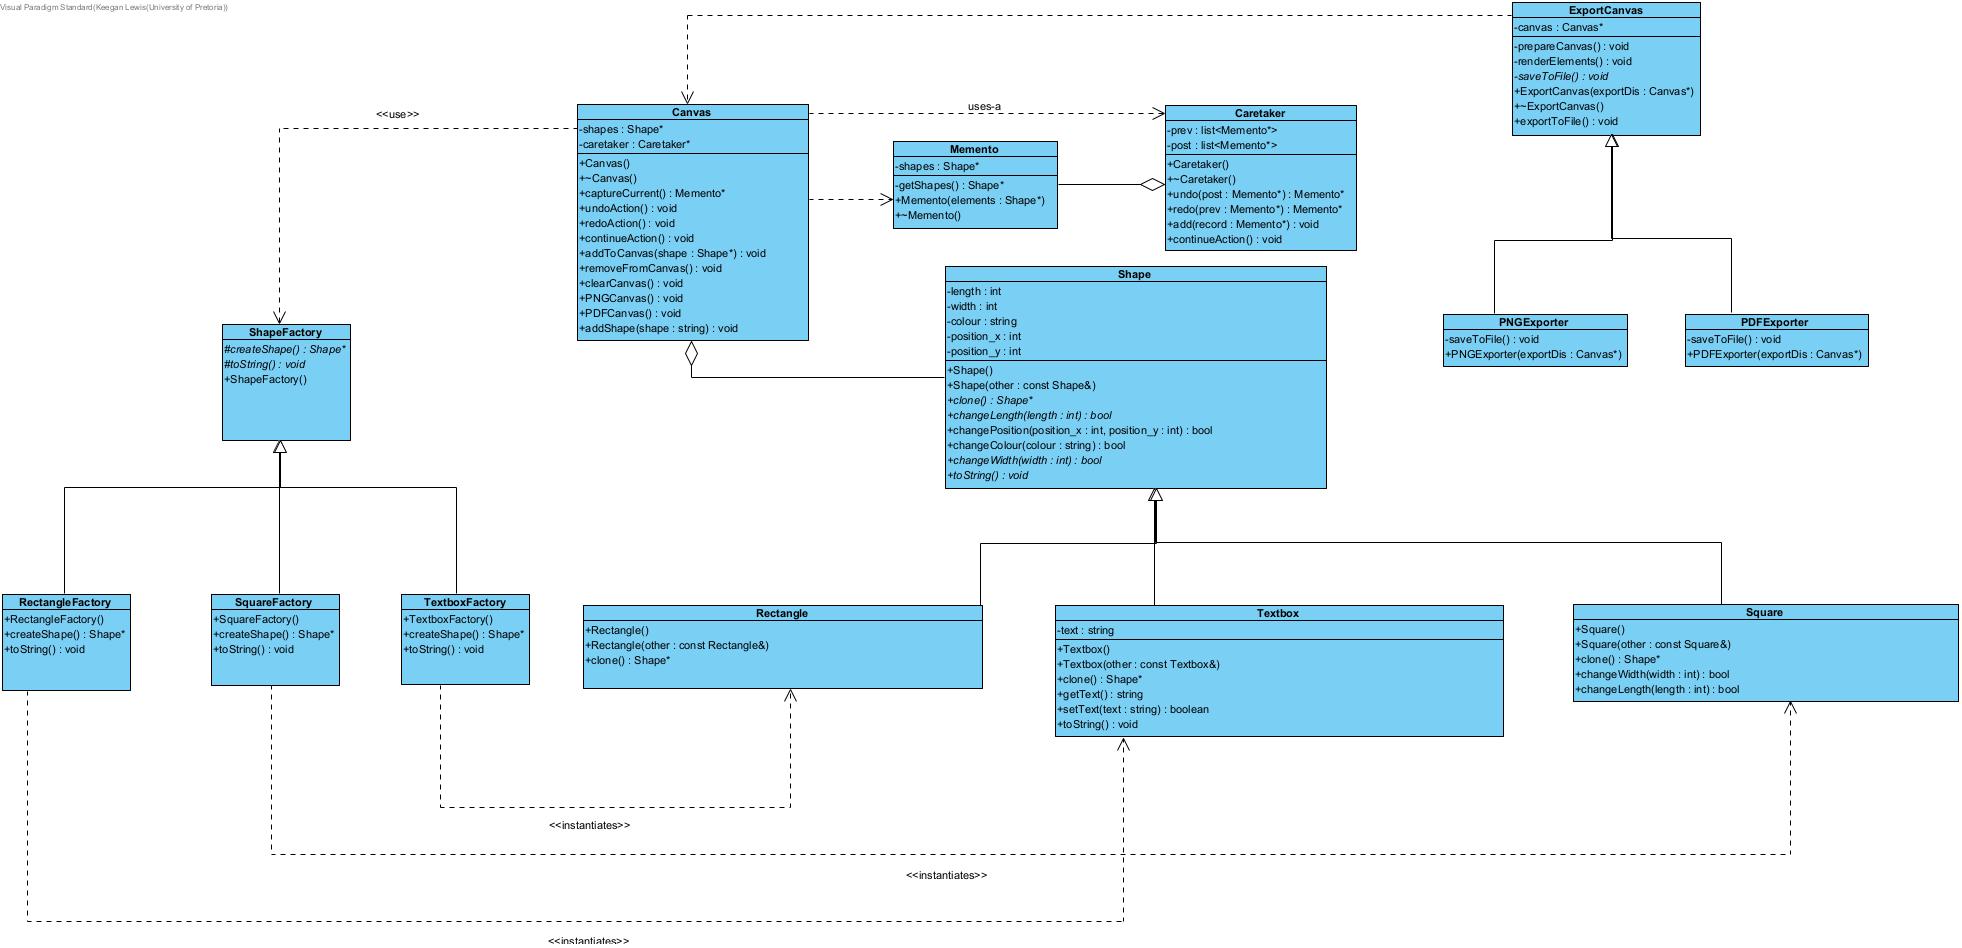 Visual Paradigm Standard(Keegan Lewis(University of Pretoria))
ExportCanvas
-canvas : Canvas*
-prepareCanvas() : void
-renderElements() : void
-saveToFile() : void
+ExportCanvas(exportDis : Canvas*)
+~ExportCanvas()
+exportToFile() : void
<<use>>
Canvas
-shapes : Shape*
-caretaker : Caretaker*
+Canvas()
+~Canvas()
+captureCurrent() : Memento*
+undoAction() : void
+redoAction() : void
+continueAction() : void
+addToCanvas(shape : Shape*) : void
+removeFromCanvas() : void
+clearCanvas() : void
+PNGCanvas() : void
+PDFCanvas() : void
+addShape(shape : string) : void
uses-a
Memento
-shapes : Shape*
-getShapes() : Shape*
+Memento(elements : Shape*)
+~Memento()
Caretaker
-prev : list<Memento*>
-post : list<Memento*>
+Caretaker()
+~Caretaker()
+undo(post : Memento*) : Memento*
+redo(prev : Memento*) : Memento*
+add(record : Memento*) : void
+continueAction() : void
Shape
-length : int
-width : int
-colour : string
-position_x : int
-position_y : int
+Shape()
+Shape(other : const Shape&)
+clone() : Shape*
+changeLength(length : int) : bool
+changePosition(position_x : int, position_y : int) : bool
+changeColour(colour : string) : bool
+changeWidth(width : int) : bool
+toString() : void
PNGExporter
-saveToFile() : void
+PNGExporter(exportDis : Canvas*)
PDFExporter
-saveToFile() : void
+PDFExporter(exportDis : Canvas*)
ShapeFactory
#createShape() : Shape*
#toString() : void
+ShapeFactory()
RectangleFactory
+RectangleFactory()
+createShape() : Shape*
+toString() : void
SquareFactory
+SquareFactory()
+createShape() : Shape*
+toString() : void
TextboxFactory
+TextboxFactory()
+createShape() : Shape*
+toString() : void
Rectangle
+Rectangle()
+Rectangle(other : const Rectangle&)
+clone() : Shape*
Textbox
-text : string
+Textbox()
+Textbox(other : const Textbox&)
+clone() : Shape*
+getText() : string
+setText(text : string) : boolean
+toString() : void
Square
+Square()
+Square(other : const Square&)
+clone() : Shape*
+changeWidth(width : int) : bool
+changeLength(length : int) : bool
<<instantiates>>
<<instantiates>>
<<instantiates>>